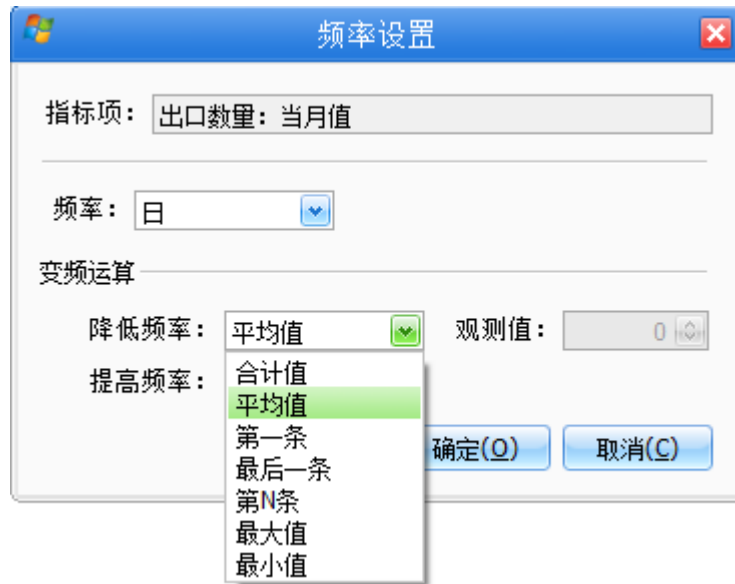 频率设置
指标项： 出口数量：当月值
频率： 日
变频运算
降低频率： 平均值 观测值： 0
提高频率：
合计值
平均值
第一条
最后一条
第N条
最大值
最小值
确定(O) 取消(C)